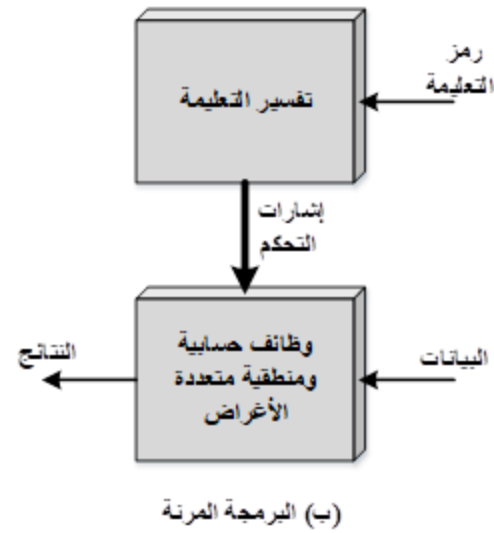 رمز
التعليمة
تفسير التعليمة
إشارات
التحكم
وظائف حسابية
ومنطقية متعددة
الأغراض
البيانات
النتائج
(ب) البرمجة المرنة